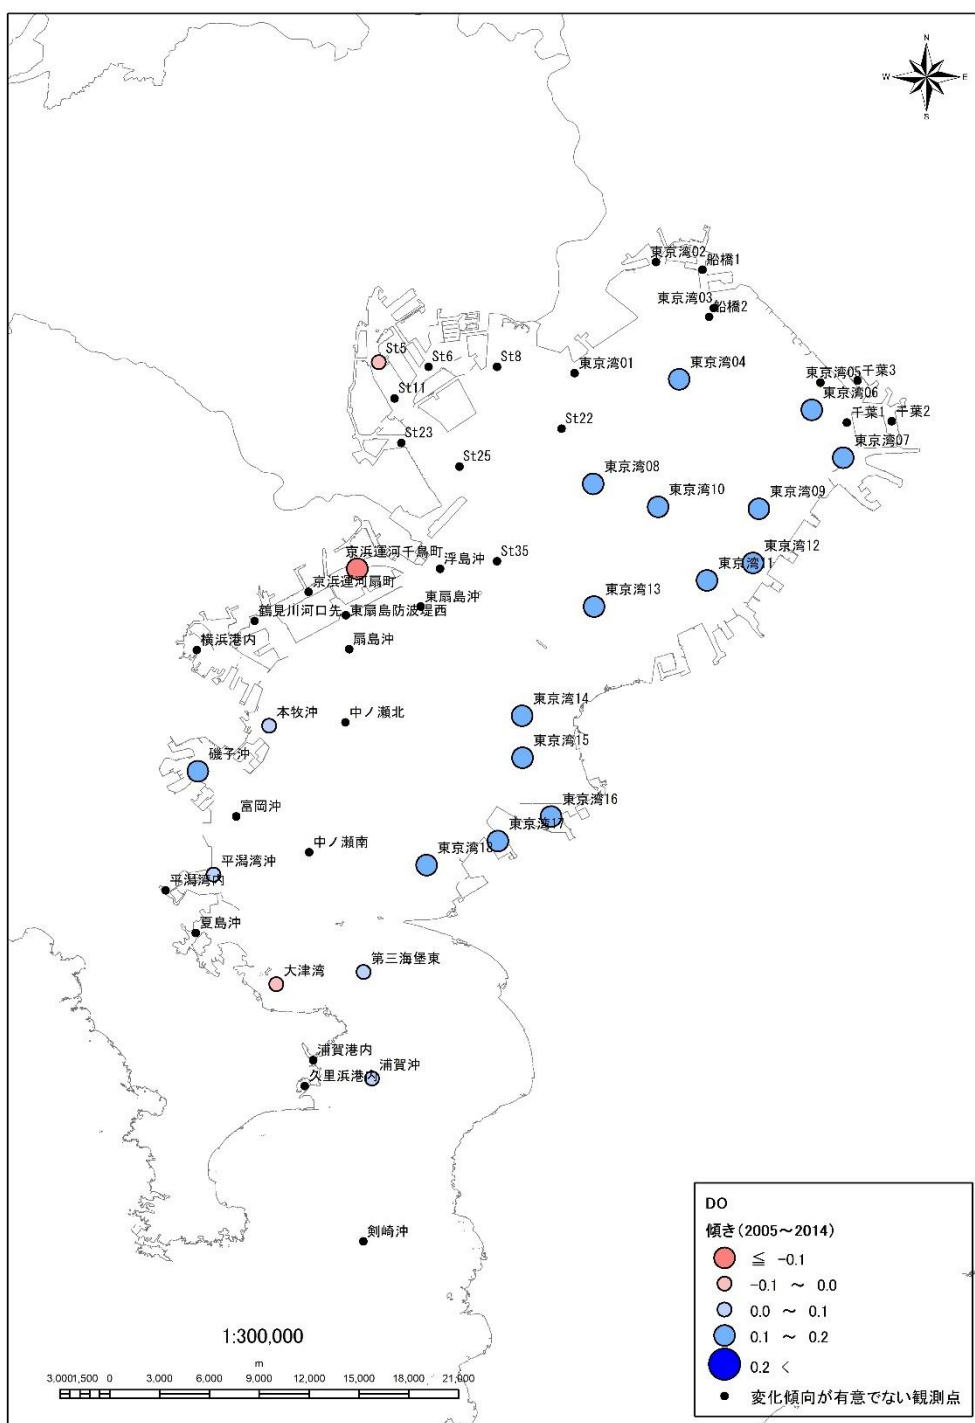 N
W
E
S
東京湾02
船橋1
東京湾03
船橋2
St5
St6
St8
東京湾01
東京湾04
東京湾05
千葉3
東京湾06
St11
千葉1
千葉2
St22
St23
東京湾07
St25
東京湾08
東京湾10
東京湾09
京浜運河千鳥町
浮島沖
St35
東京湾12
東京湾11
京浜運河扇町
東扇島沖
東京湾13
鶴見川河口先
東扇島防波堤西
横浜港内
扇島沖
本牧沖
中ノ瀬北
東京湾14
磯子沖
東京湾15
富岡沖
東京湾16
東京湾17
中ノ瀬南
東京湾18
平潟湾沖
平潟湾内
夏島沖
大津湾
第三海堡東
浦賀港内
浦賀沖
久里浜港内
剣崎沖
1:300,000
m
3,0001,500 0 3,000 6,000 9,000 12,000 15,000 18,000 21,000
DO
傾き(2005~2014)
≦ -0.1
-0.1 ~ 0.0
0.0 ~ 0.1
0.1 ~ 0.2
0.2 <
変化傾向が有意でない観測点